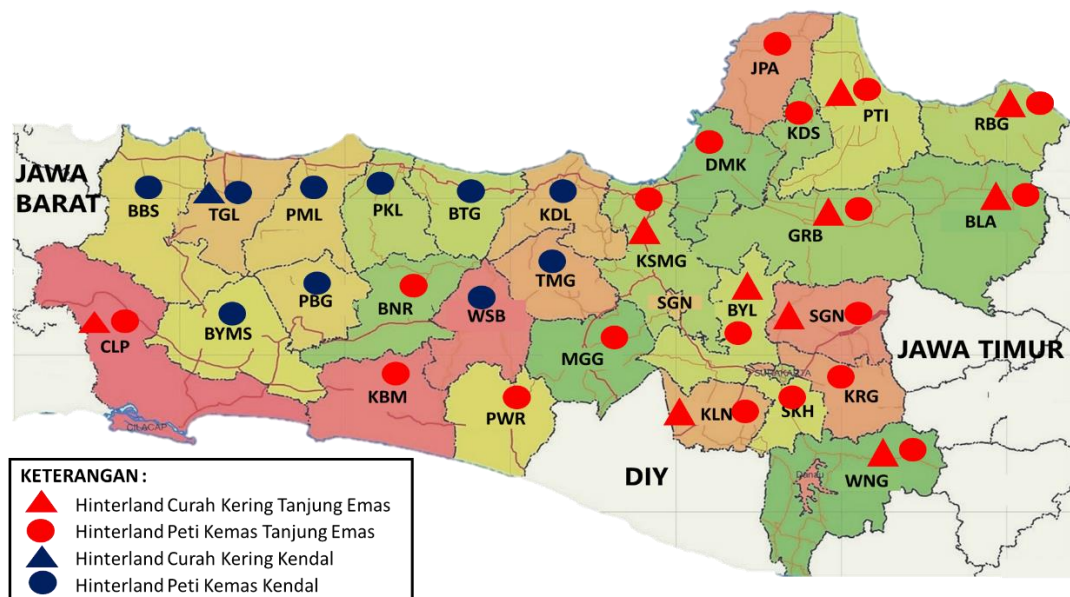 JPA
PTI
RBG
KDS
DMK
JAWA
BARAT
BBS
TGL
PML
PKL
BTG
KDL
KSMG
GRB
BLA
CLP
BYMS
PBG
BNR
WSB
TMG
SGN
BYL
SGN
JAWA TIMUR
MGG
SURAKARTA
KBM
PWR
KLN
SKH
KRG
CILACAP
DIY
WNG
KETERANGAN :
Hinterland Curah Kering Tanjung Emas
Hinterland Peti Kemas Tanjung Emas
Hinterland Curah Kering Kendal
Hinterland Peti Kemas Kendal